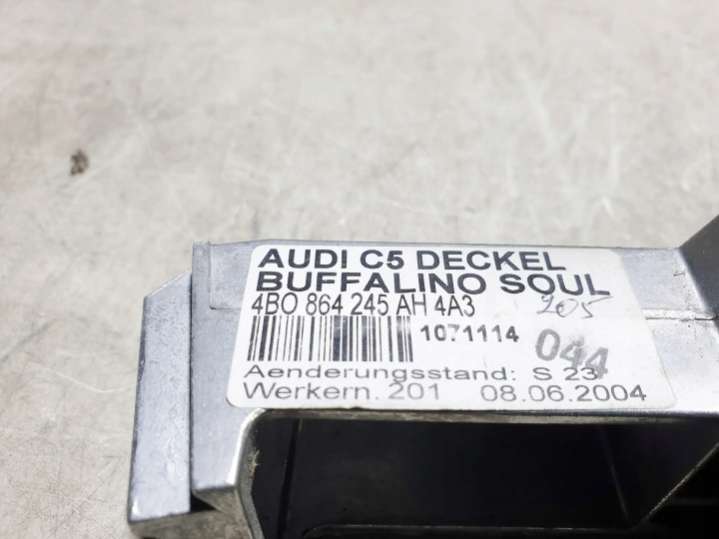 AUDI C5 DECKEL
BUFFALINO SOUL
4BO 864 245 AH 4A3
205
1071114
044
Aenderungsstand: S 23
Werkern. 201 08.06.2004